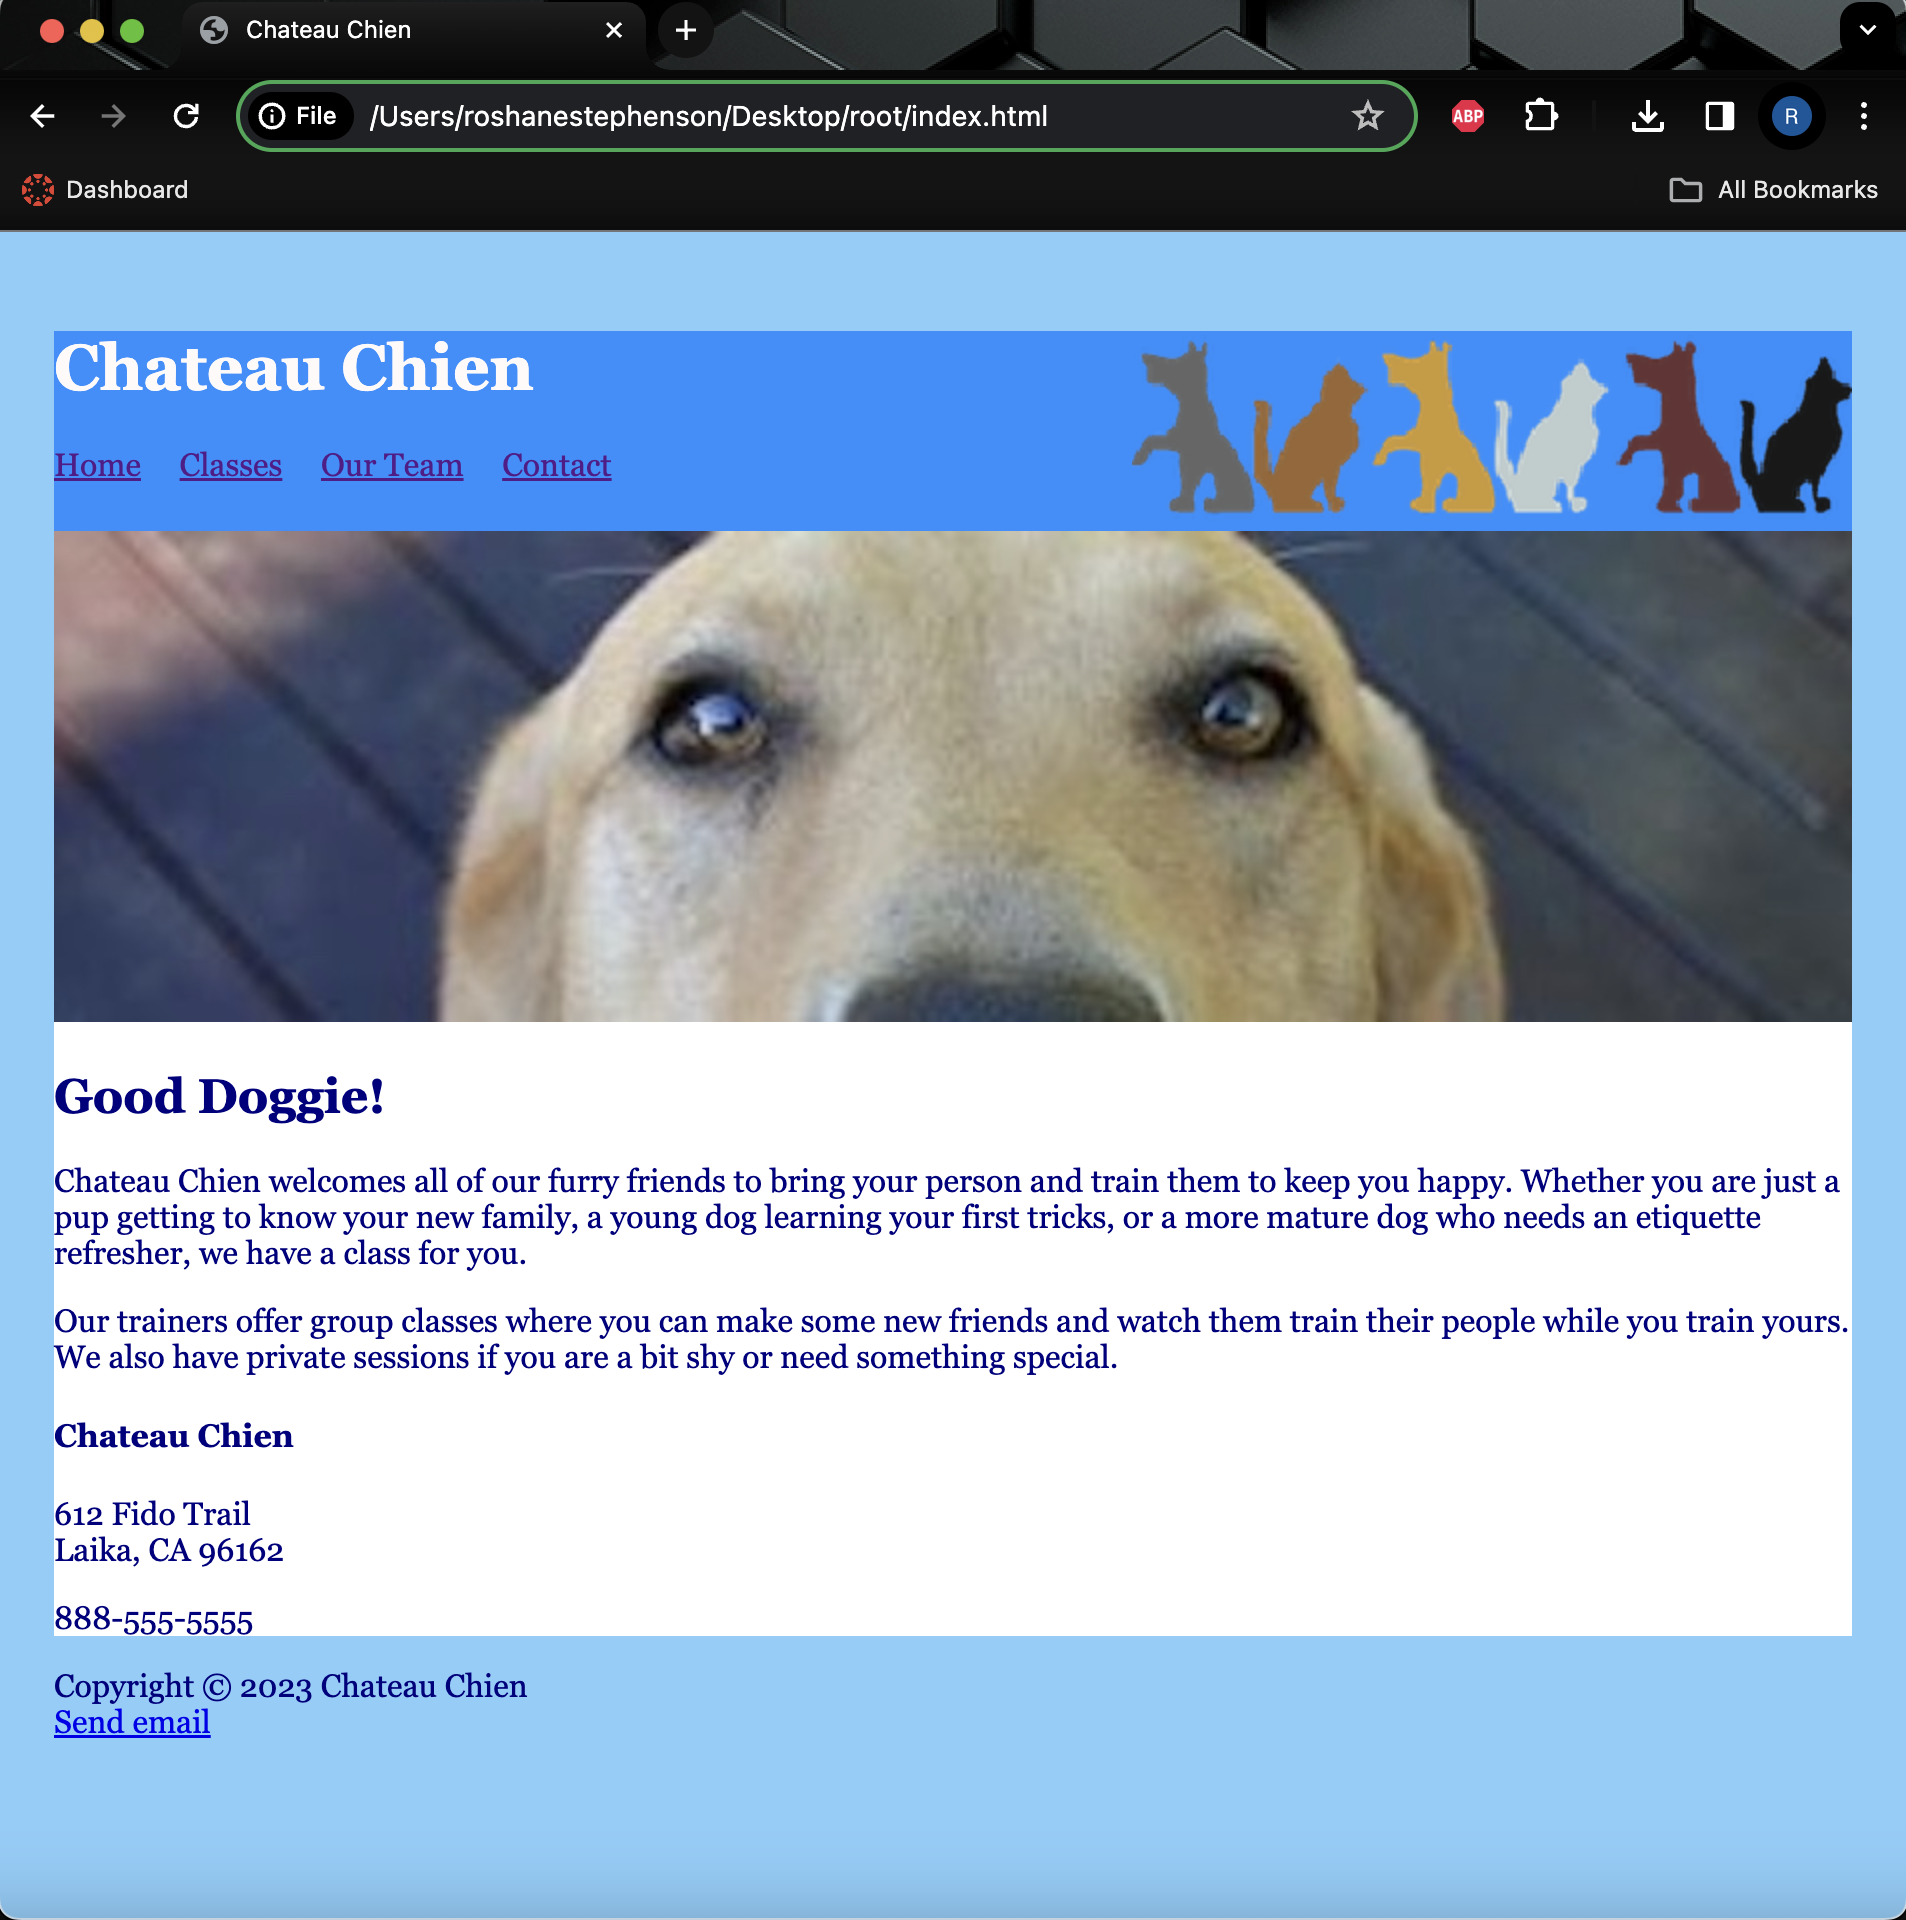 Chateau Chien
File /Users/roshanestephenson/Desktop/root/index.html
ABP
R
Dashboard
All Bookmarks
Chateau Chien
Home Classes Our Team Contact
Good Doggie!
Chateau Chien welcomes all of our furry friends to bring your person and train them to keep you happy. Whether you are just a
pup getting to know your new family, a young dog learning your first tricks, or a more mature dog who needs an etiquette
refresher, we have a class for you.
Our trainers offer group classes where you can make some new friends and watch them train their people while you train yours.
We also have private sessions if you are a bit shy or need something special.
Chateau Chien
612 Fido Trail
Laika, CA 96162
888-555-5555
Copyright © 2023 Chateau Chien
Send email